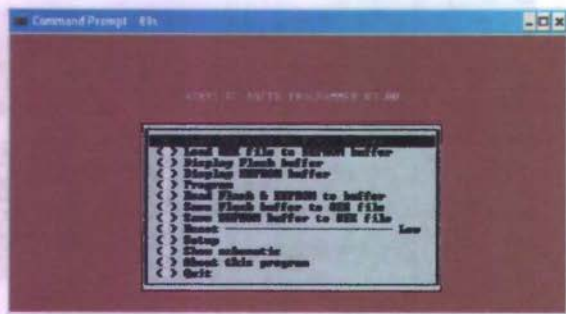 Command Prompt
PROGRAMMER
( ) Load HEX file to EEPROM buffer
( ) Display Flash buffer
( ) Display EEPROM buffer
( ) Program
( ) Read Flash & EEPROM to buffer
( ) Save Flash buffer to HEX file
( ) Save EEPROM buffer to HEX file
( ) Reset Low
( ) Setup
( ) Show schematic
( ) About this program
( ) Quit